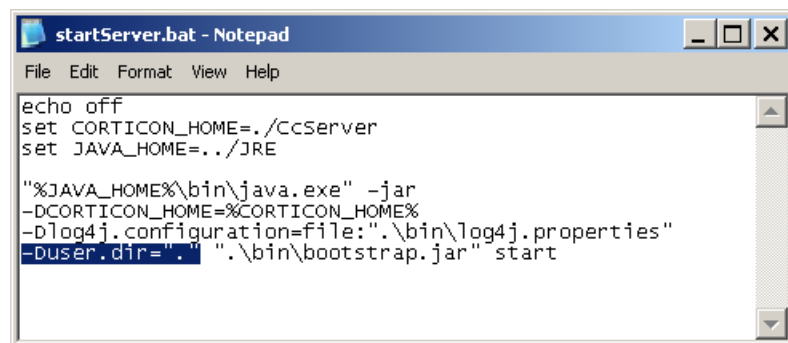 startServer.bat - Notepad
File Edit Format View Help
echo off
set CORTICON_HOME=./CcServer
set JAVA_HOME=../JRE
"%JAVA_HOME%\bin\java.exe" -jar
-DCORTICON_HOME=%CORTICON_HOME%
-Dlog4j.configuration=file:".\bin\log4j.properties"
-Duser.dir="." ".\bin\bootstrap.jar" start